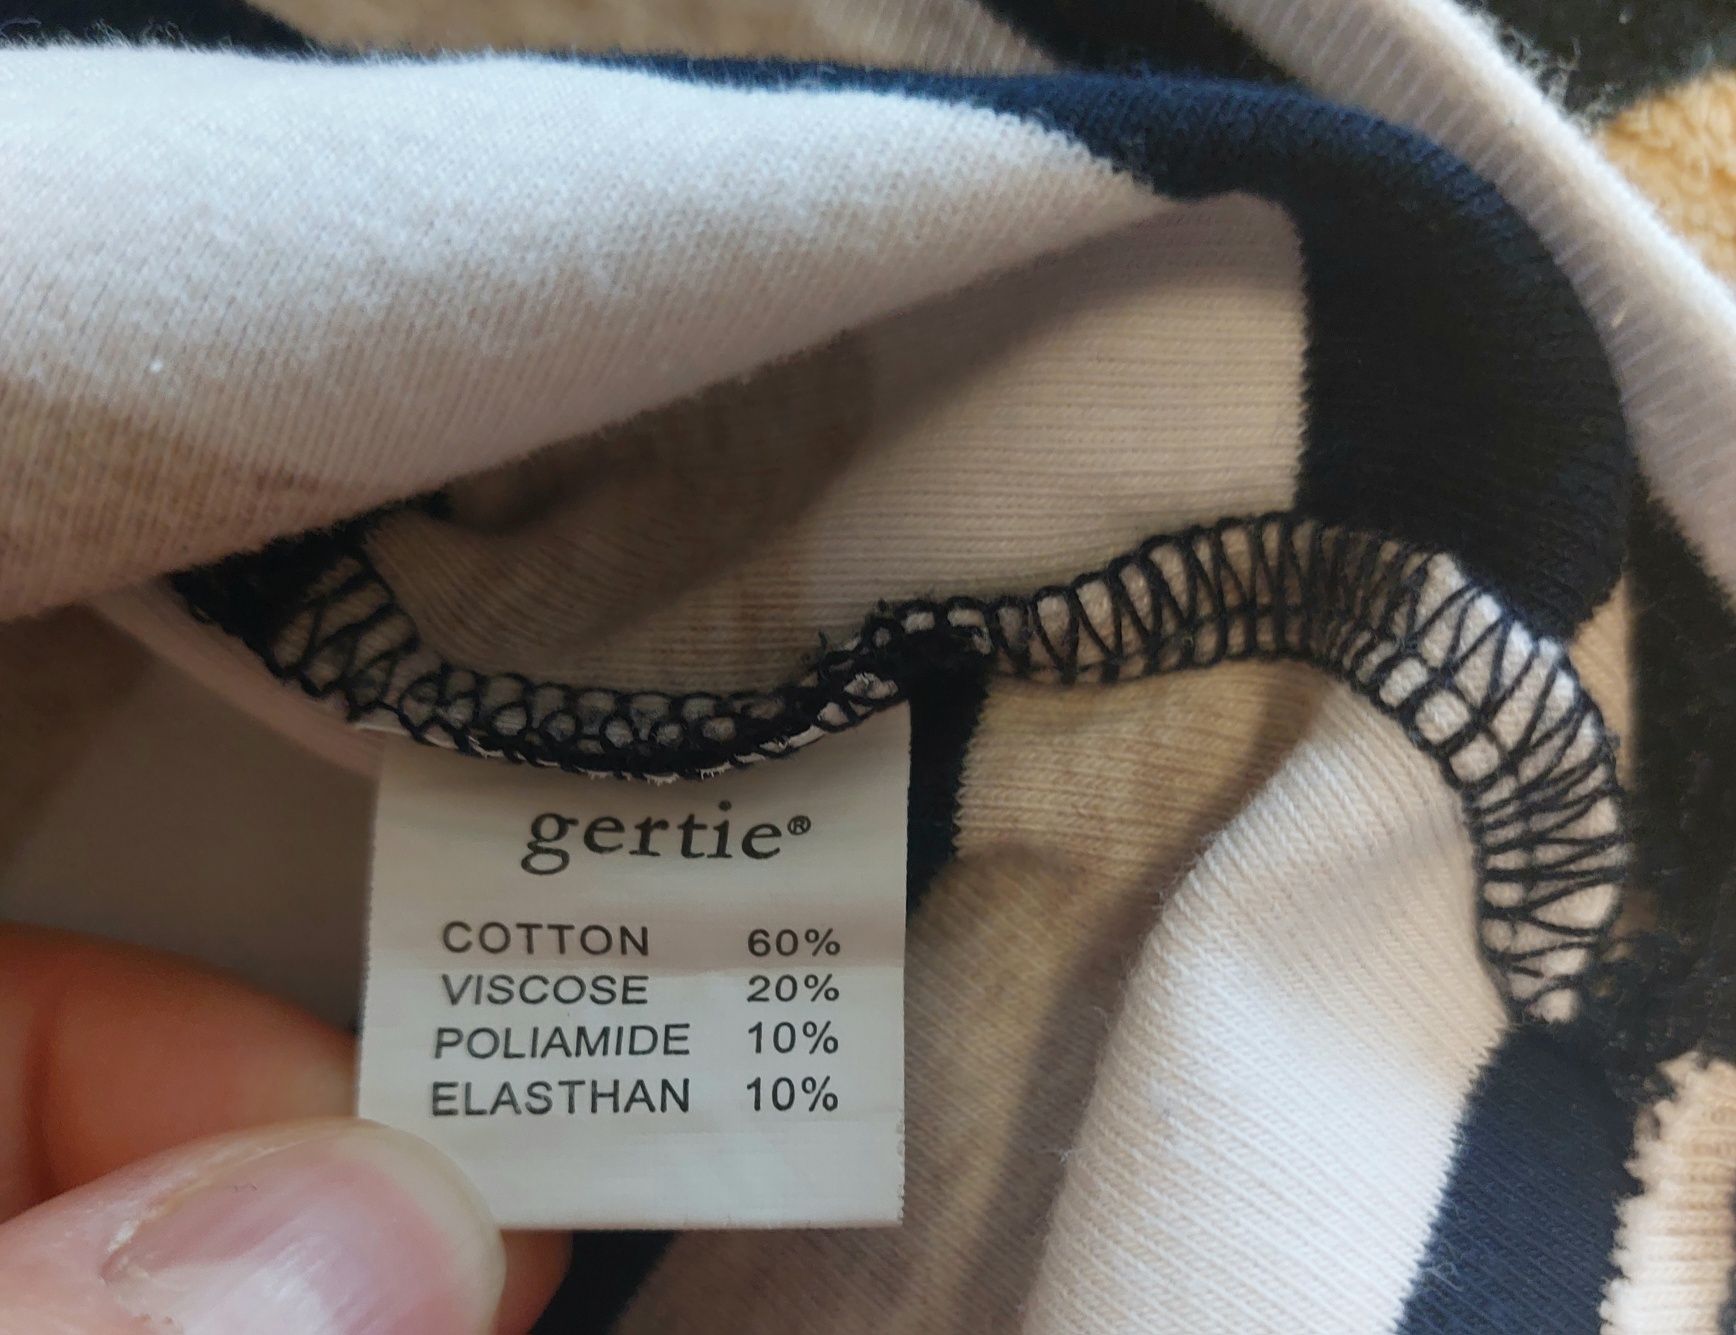 gertie®
COTTON 60%
VISCOSE 20%
POLIAMIDE 10%
ELASTHAN 10%